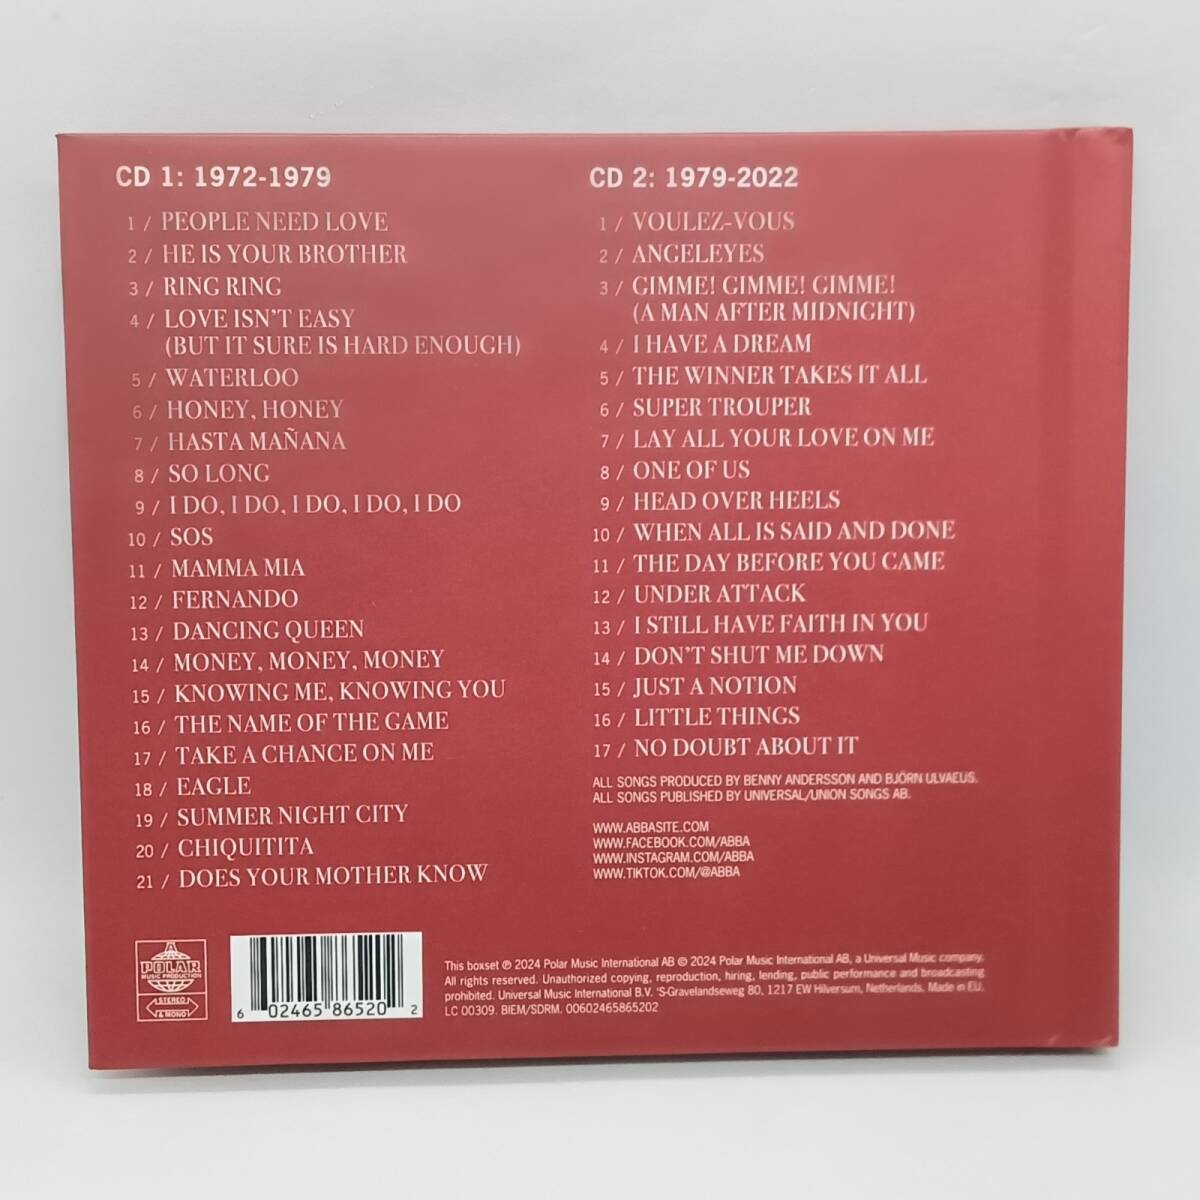 CD 1: 1972-1979
1 / PEOPLE NEED LOVE
2 / HE IS YOUR BROTHER
3 / RING RING
4 / LOVE ISN'T EASY
(BUT IT SURE IS HARD ENOUGH)
5 / WATERLOO
6 / HONEY, HONEY
7 / HASTA MAÑANA
8 / SO LONG
9 / I DO, I DO, I DO, I DO, I DO
10 / SOS
11 / MAMMA MIA
12 / FERNANDO
13 / DANCING QUEEN
14 / MONEY, MONEY, MONEY
15 / KNOWING ME, KNOWING YOU
16 / THE NAME OF THE GAME
17 / TAKE A CHANCE ON ME
18 / EAGLE
19 / SUMMER NIGHT CITY
20 / CHIQUITITA
21 / DOES YOUR MOTHER KNOW
CD 2: 1979-2022
1 / VOULEZ-VOUS
2 / ANGELEYES
3 / GIMME! GIMME! GIMME!
(A MAN AFTER MIDNIGHT)
4 / I HAVE A DREAM
5 / THE WINNER TAKES IT ALL
6 / SUPER TROUPER
7 / LAY ALL YOUR LOVE ON ME
8 / ONE OF US
9 / HEAD OVER HEELS
10 / WHEN ALL IS SAID AND DONE
11 / THE DAY BEFORE YOU CAME
12 / UNDER ATTACK
13 / I STILL HAVE FAITH IN YOU
14 / DON'T SHUT ME DOWN
15 / JUST A NOTION
16 / LITTLE THINGS
17 / NO DOUBT ABOUT IT
ALL SONGS PRODUCED BY BENNY ANDERSSON AND BJÖRN ULVAEUS.
ALL SONGS PUBLISHED BY UNIVERSAL/UNION SONGS AB.
WWW.ABBASITE.COM
WWW.FACEBOOK.COM/ABBA
WWW.INSTAGRAM.COM/ABBA
WWW.TIKTOK.COM/@ABBA
A
POLAR
MUSIC PRODUCTION
STEREO
& MONO
6 02465 86520 2
This boxset ℗ 2024 Polar Music International AB © 2024 Polar Music International AB, a Universal Music company.
All rights reserved. Unauthorized copying, reproduction, hiring, lending, public performance and broadcasting
prohibited. Universal Music International B.V. 'S-Gravelandseweg 80, 1217 EW Hilversum, Netherlands. Made in EU.
LC 00309. BIEM/SDRM. 00602465865202